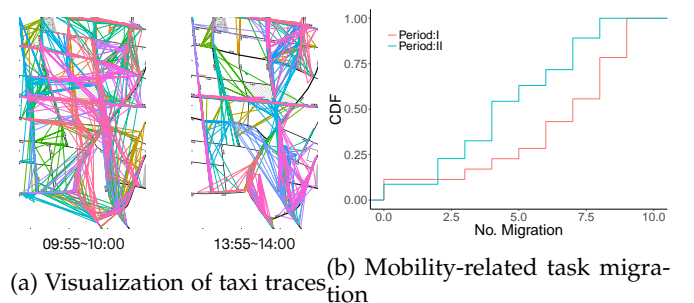 09:55~10:00
13:55~14:00
(a) Visualization of taxi traces
1.00
0.75
0.50
0.25
0.00
CDF
Period:I
Period:II
0.0 2.5 5.0 7.5 10.0
No. Migration
(b) Mobility-related task migra-
tion